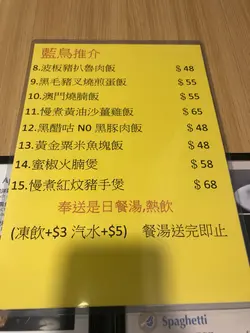 藍鳥推介
8.波板豬扒魯肉飯 $48
9.黑毛豬叉燒煎蛋飯 $55
10.澳門燒腩飯 $55
11.慢煮黃油沙薑雞飯 $65
12.黑醋咕 NO 黑豚肉飯 $48
13.黃金粟米魚塊飯 $48
14.蜜椒火腩煲 $58
15.慢煮紅炆豬手煲 $68
奉送是日餐湯,熱飲
(凍飲+$3 汽水+$5) 餐湯送完即止
Spaghetti